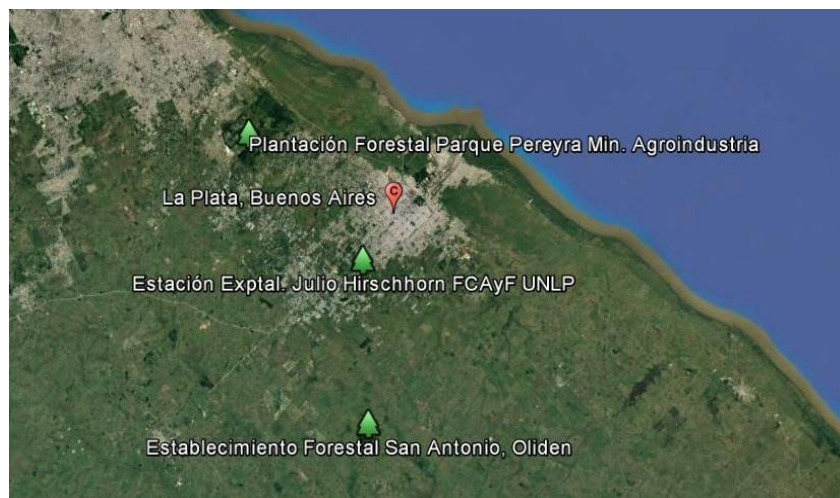 Plantación Forestal Parque Pereyra Min. Agroindustria
La Plata, Buenos Aires
C
Estación Exptal. Julio Hirschhorn FCAyF UNLP
Establecimiento Forestal San Antonio, Oliden